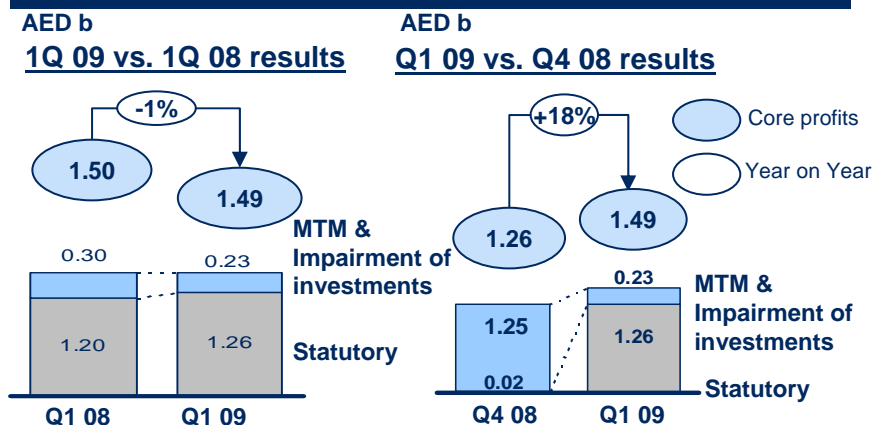 AED b
1Q 09 vs. 1Q 08 results
-1%
1.50
1.49
MTM &
Impairment of
investments
0.30
0.23
1.20
1.26
Statutory
Q1 08
Q1 09
AED b
Q1 09 vs. Q4 08 results
+18%
Core profits
Year on Year
1.26
1.49
0.23
MTM &
Impairment of
investments
1.25
1.26
0.02
Statutory
Q4 08
Q1 09